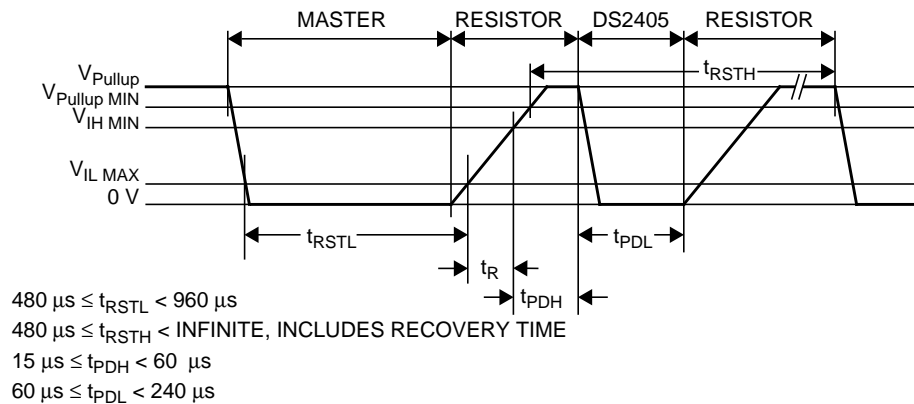 MASTER RESISTOR DS2405 RESISTOR
VPullup
tRSTH
VPullup MIN
VIH MIN
VIL MAX
0 V
tRSTL
tPDL
tR
tPDH
480 μs ≤ tRSTL < 960 μs
480 μs ≤ tRSTH < INFINITE, INCLUDES RECOVERY TIME
15 μs ≤ tPDH < 60 μs
60 μs ≤ tPDL < 240 μs